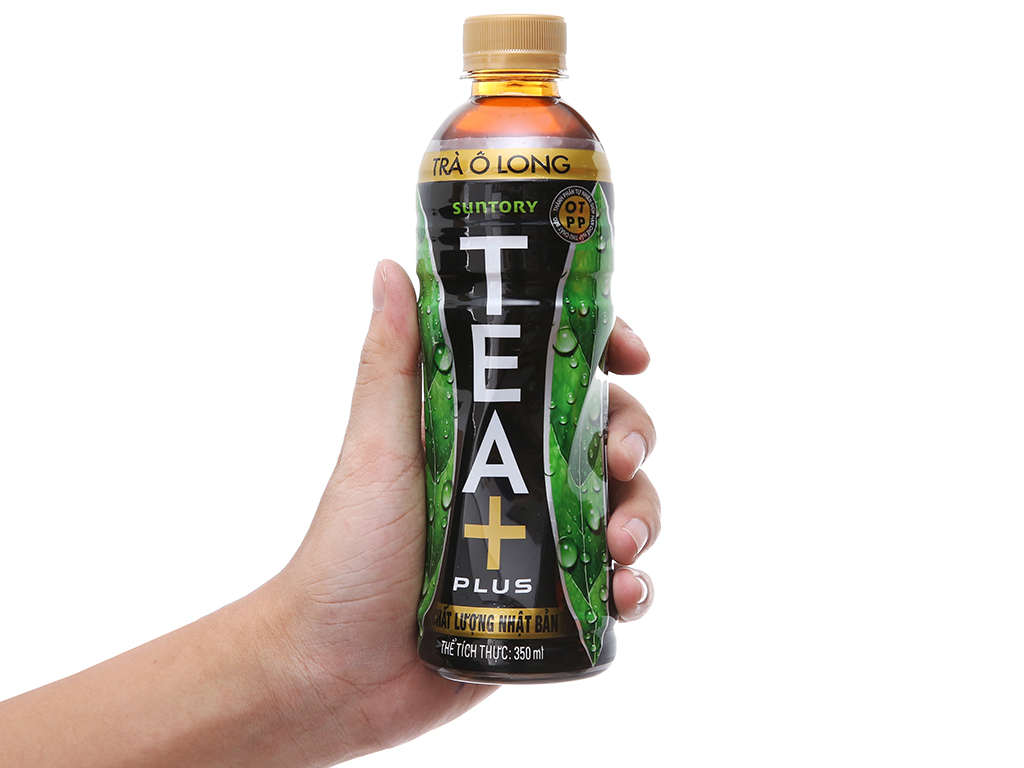 TRÀ Ô LONG
SUNTORY
OT
PP
TEA
+
PLUS
CHẤT LƯỢNG NHẬT BẢN
THỂ TÍCH THỰC: 350 ml